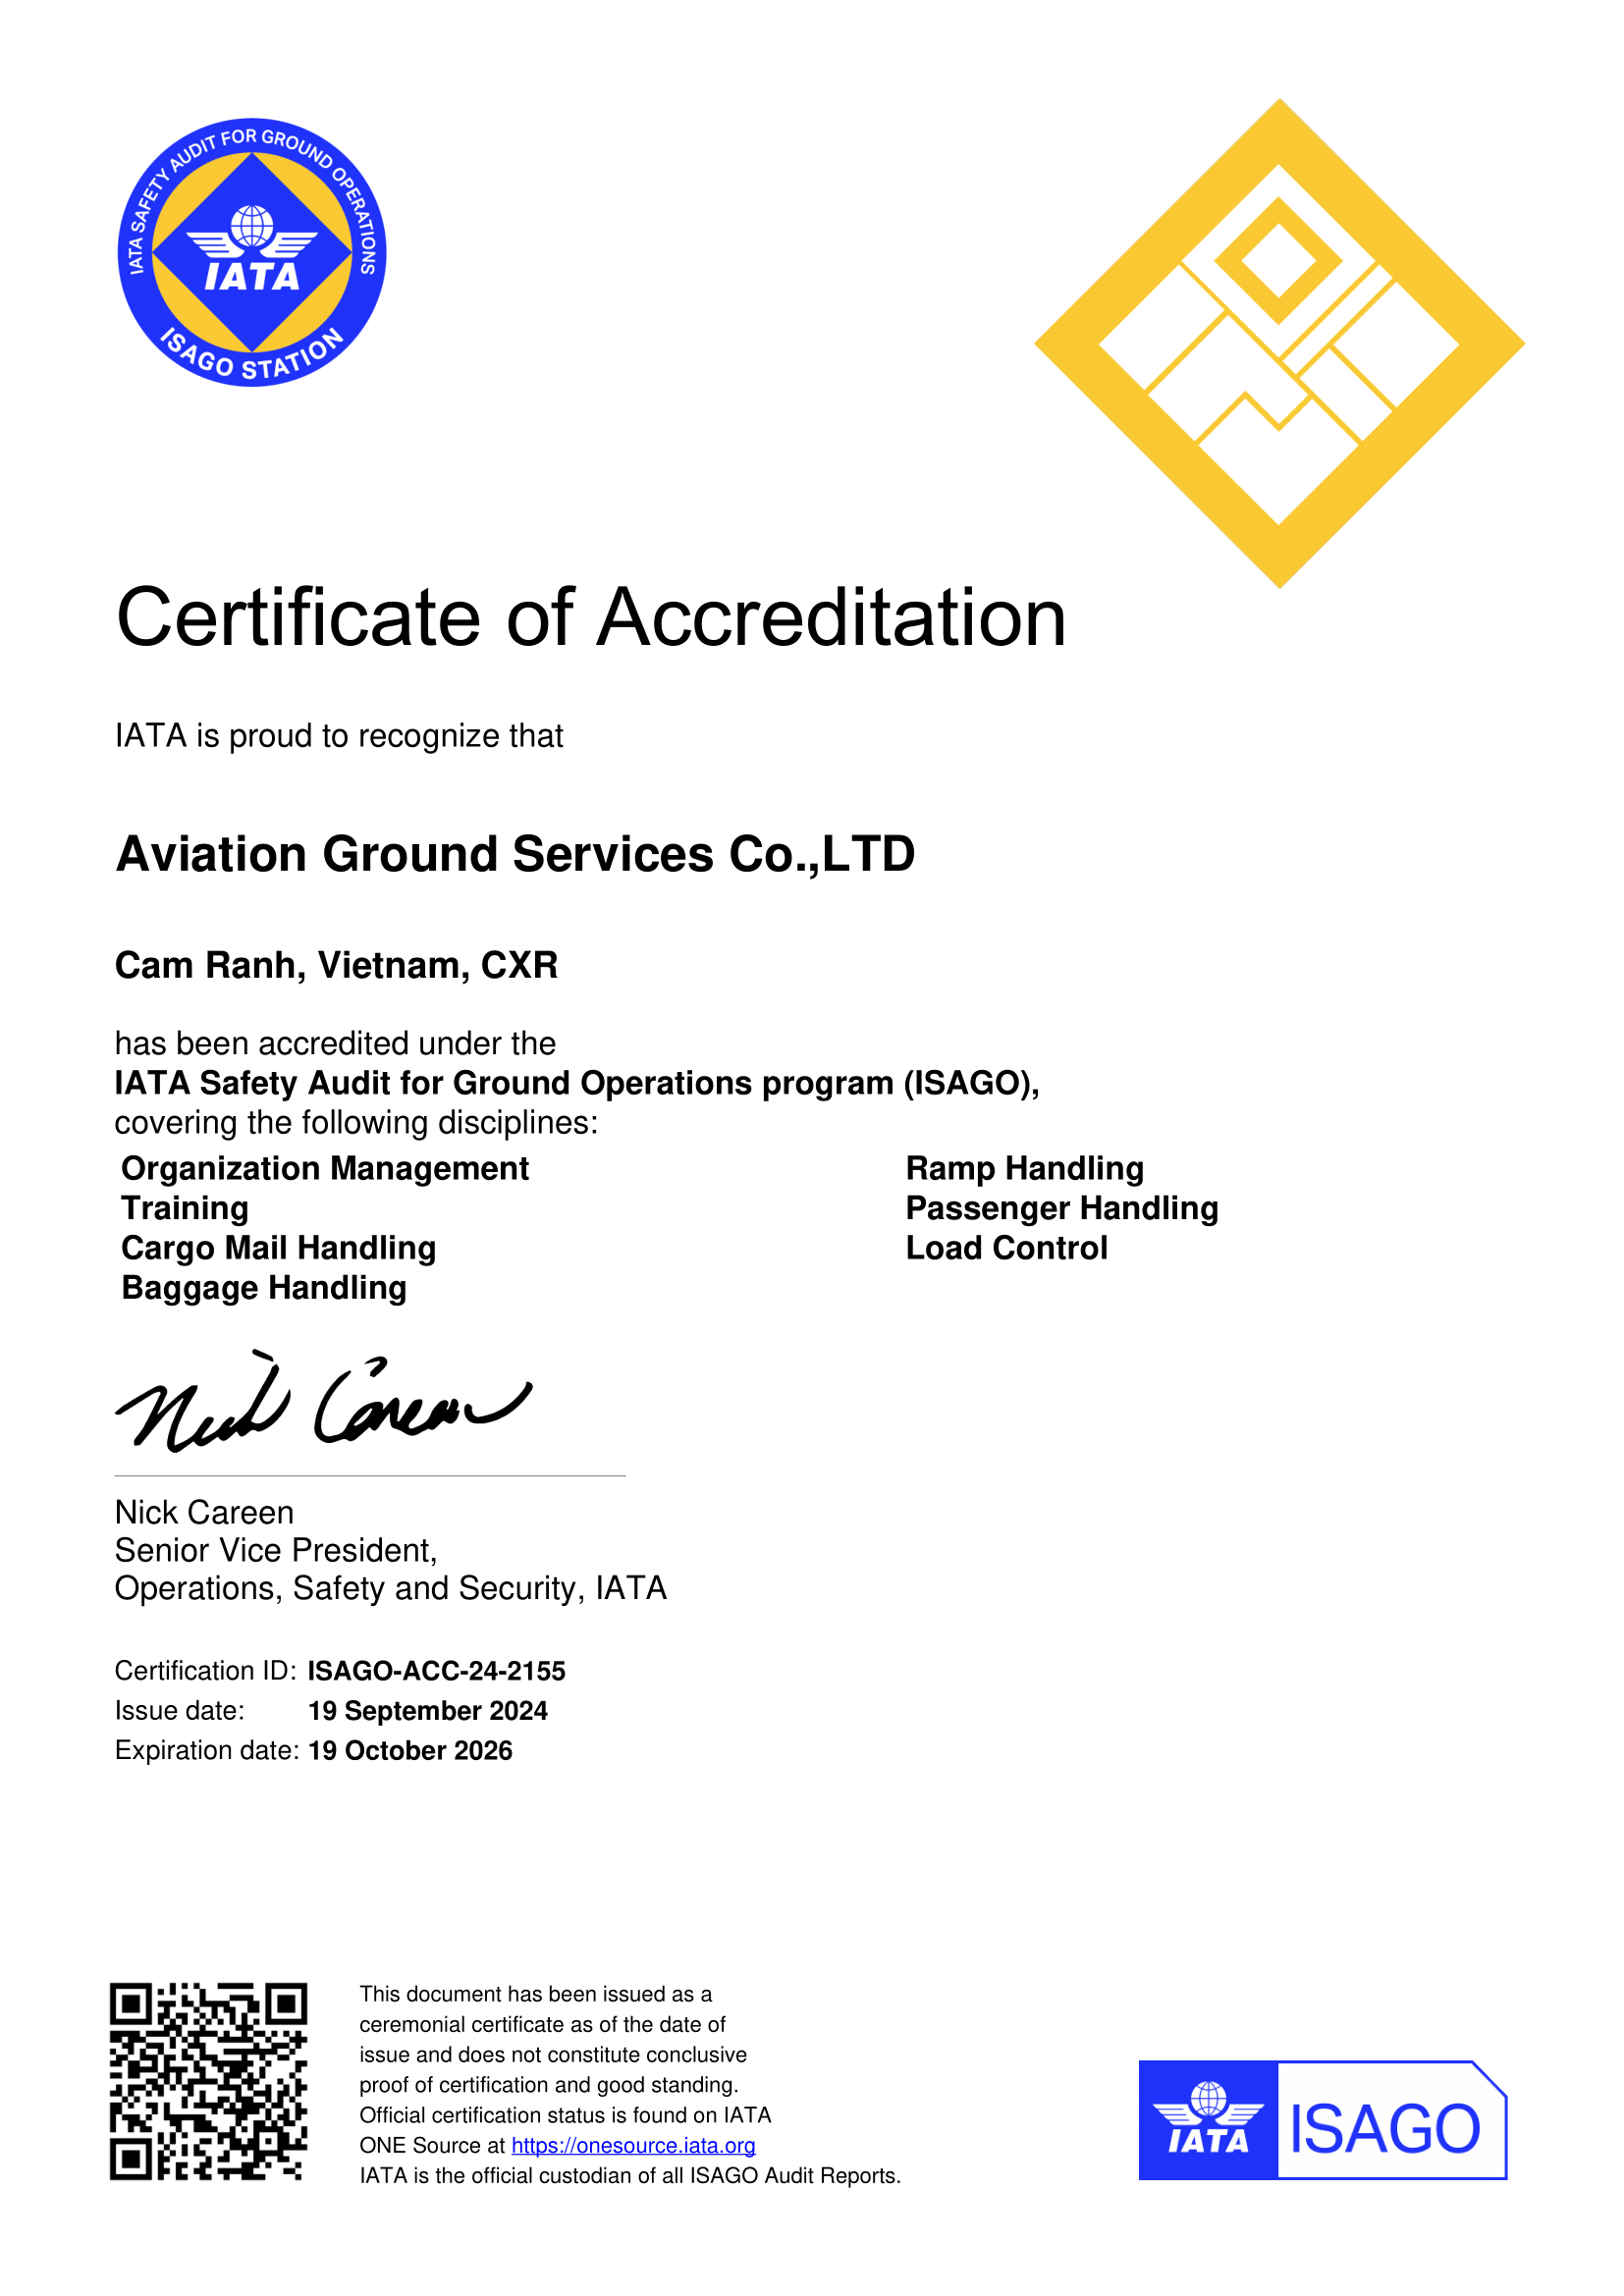 IATA SAFETY AUDIT FOR GROUND OPERATIONS
IATA
ISAGO STATION
Certificate of Accreditation
IATA is proud to recognize that
Aviation Ground Services Co.,LTD
Cam Ranh, Vietnam, CXR
has been accredited under the
IATA Safety Audit for Ground Operations program (ISAGO),
covering the following disciplines:
Organization Management
Training
Cargo Mail Handling
Baggage Handling
Ramp Handling
Passenger Handling
Load Control
Nick Careen
Nick Careen
Senior Vice President,
Operations, Safety and Security, IATA
Certification ID: ISAGO-ACC-24-2155
Issue date: 19 September 2024
Expiration date: 19 October 2026
This document has been issued as a
ceremonial certificate as of the date of
issue and does not constitute conclusive
proof of certification and good standing.
Official certification status is found on IATA
ONE Source at https://onesource.iata.org
IATA is the official custodian of all ISAGO Audit Reports.
IATA ISAGO